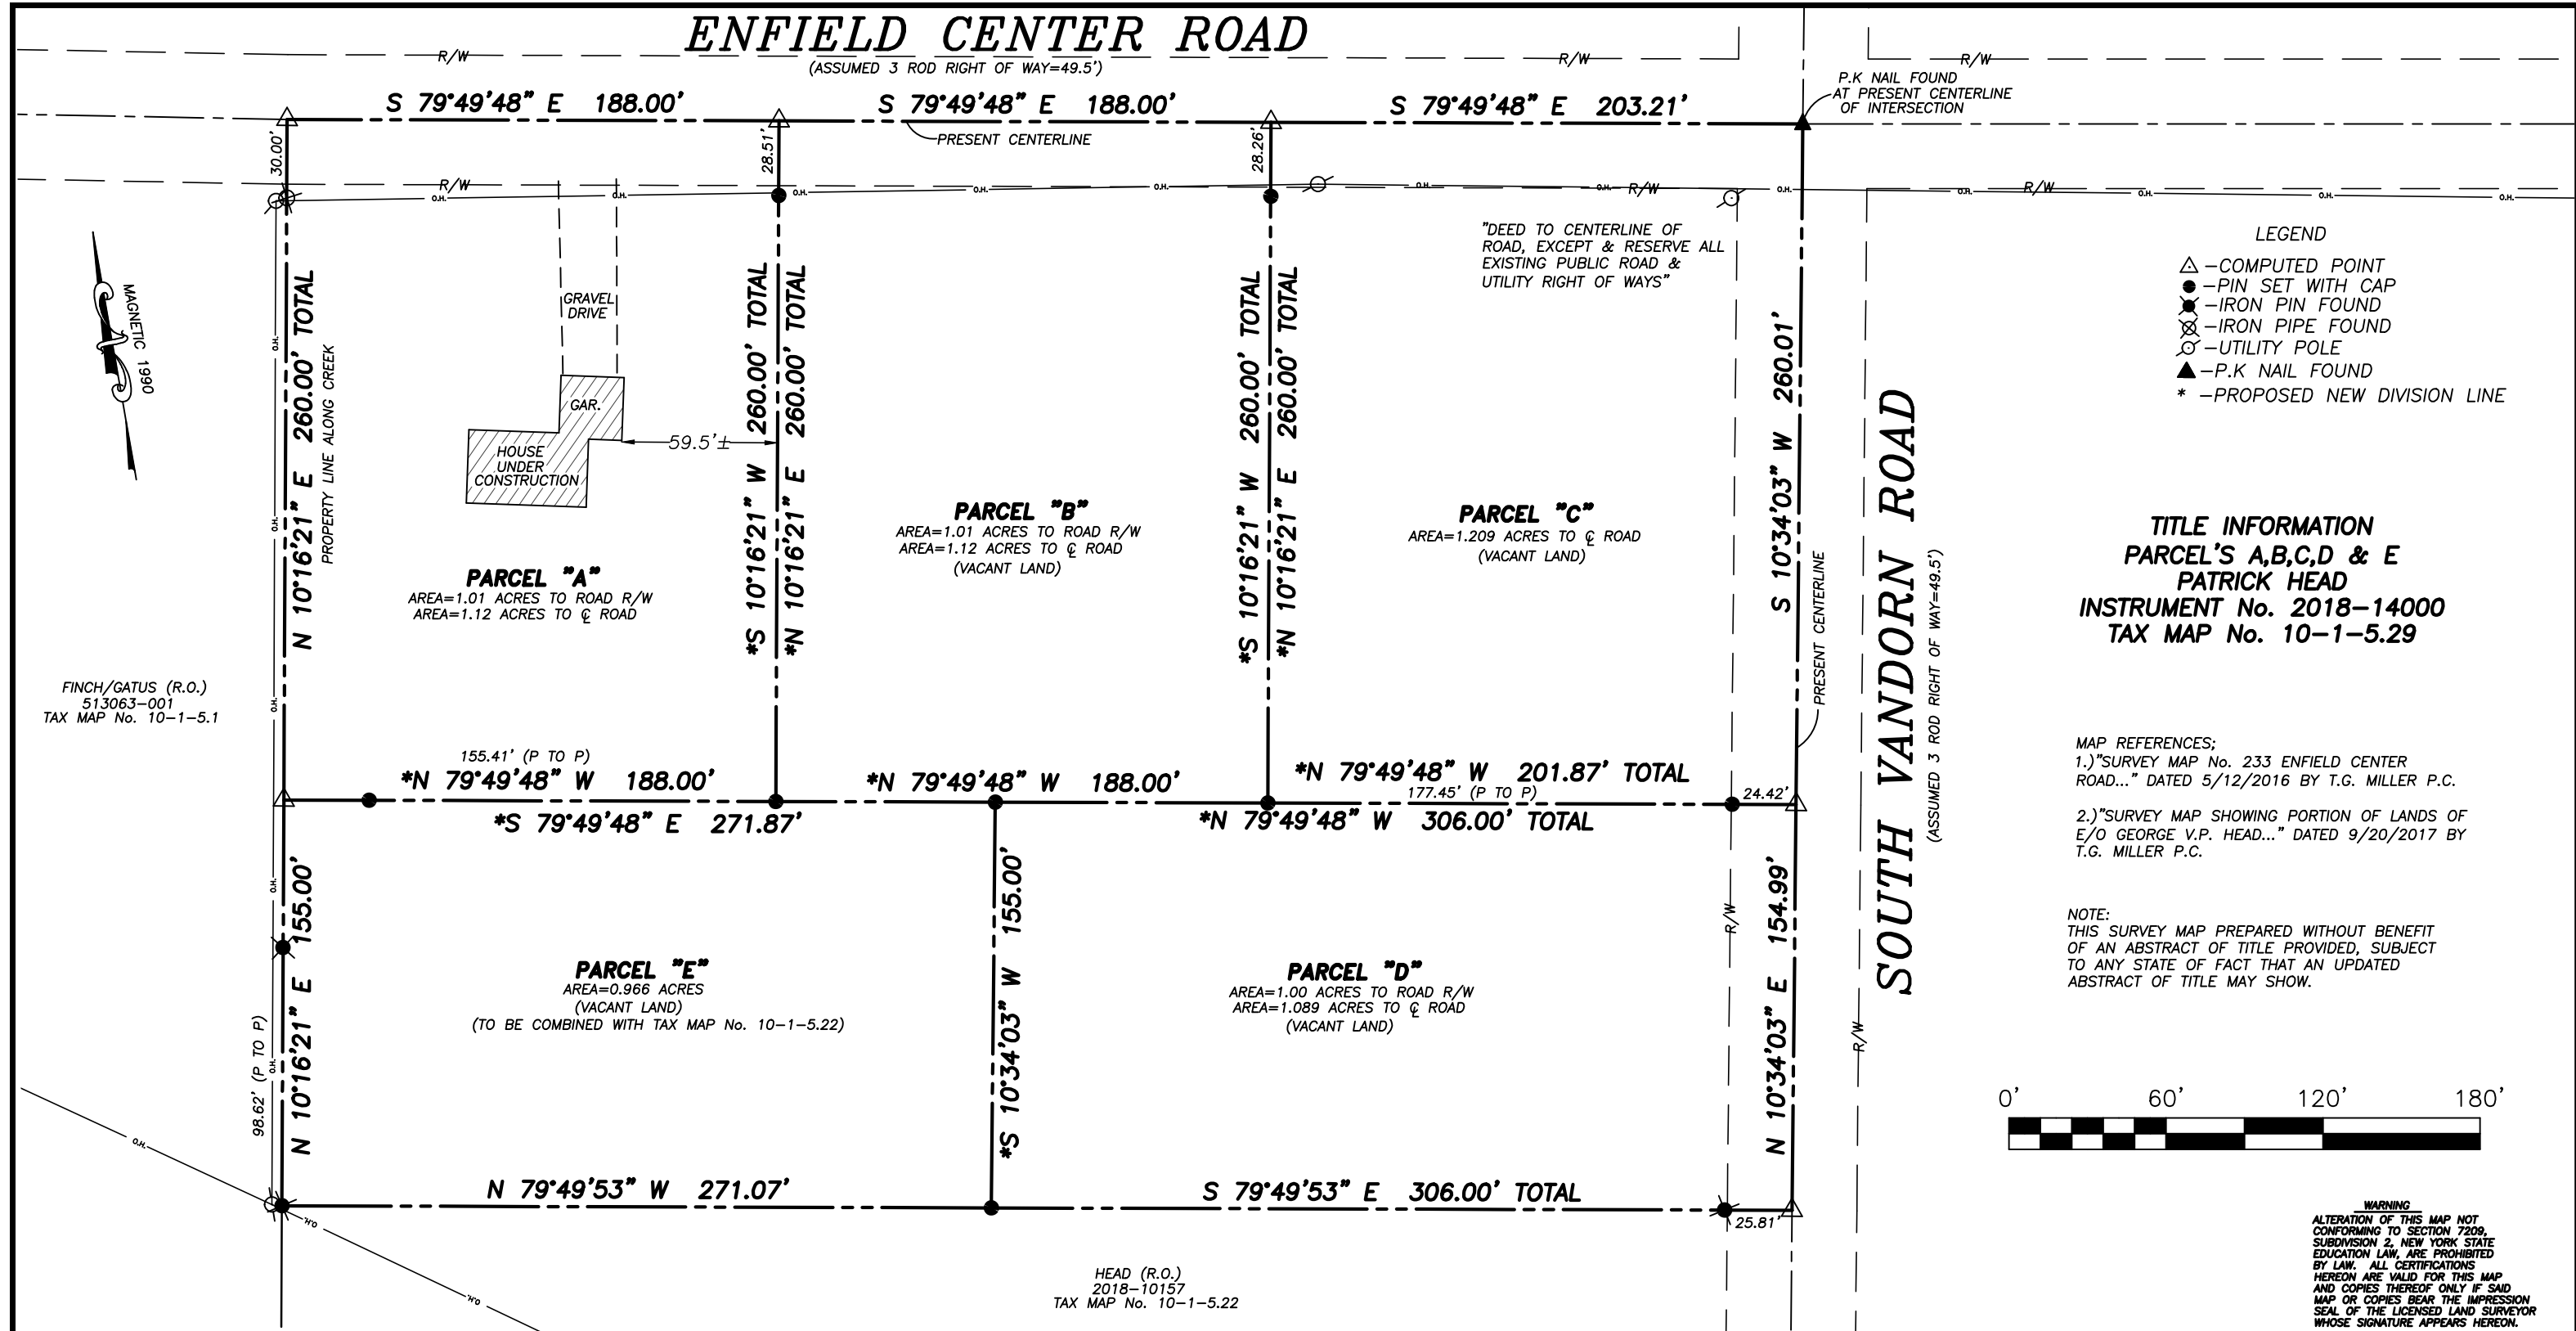 ENFIELD CENTER ROAD
(ASSUMED 3 ROD RIGHT OF WAY=49.5')
R/W
R/W
R/W
P.K NAIL FOUND
AT PRESENT CENTERLINE
OF INTERSECTION
S 79°49'48" E 188.00'
S 79°49'48" E 188.00'
S 79°49'48" E 203.21'
PRESENT CENTERLINE
30.00'
28.51'
28.26'
R/W
R/W
R/W
O.H.
O.H.
O.H.
O.H.
O.H.
O.H.
O.H.
O.H.
O.H.
O.H.
O.H.
O.H.
"DEED TO CENTERLINE OF
ROAD, EXCEPT & RESERVE ALL
EXISTING PUBLIC ROAD &
UTILITY RIGHT OF WAYS"
LEGEND
-COMPUTED POINT
-PIN SET WITH CAP
-IRON PIN FOUND
-IRON PIPE FOUND
-UTILITY POLE
-P.K NAIL FOUND
* -PROPOSED NEW DIVISION LINE
MAGNETIC 1990
N 10°16'21" E 260.00' TOTAL
PROPERTY LINE ALONG CREEK
GRAVEL
DRIVE
GAR.
HOUSE
UNDER
CONSTRUCTION
59.5'±
*S 10°16'21" W 260.00' TOTAL
*N 10°16'21" E 260.00' TOTAL
*S 10°16'21" W 260.00' TOTAL
*N 10°16'21" E 260.00' TOTAL
S 10°34'03" W 260.01'
PRESENT CENTERLINE
SOUTH VANDORN ROAD
(ASSUMED 3 ROD RIGHT OF WAY=49.5')
PARCEL "A"
AREA=1.01 ACRES TO ROAD R/W
AREA=1.12 ACRES TO ℄ ROAD
PARCEL "B"
AREA=1.01 ACRES TO ROAD R/W
AREA=1.12 ACRES TO ℄ ROAD
(VACANT LAND)
PARCEL "C"
AREA=1.209 ACRES TO ℄ ROAD
(VACANT LAND)
TITLE INFORMATION
PARCEL'S A,B,C,D & E
PATRICK HEAD
INSTRUMENT No. 2018-14000
TAX MAP No. 10-1-5.29
FINCH/GATUS (R.O.)
513063-001
TAX MAP No. 10-1-5.1
O.H.
O.H.
O.H.
O.H.
O.H.
155.41' (P TO P)
*N 79°49'48" W 188.00'
*N 79°49'48" W 188.00'
*N 79°49'48" W 201.87' TOTAL
177.45' (P TO P)
24.42'
*S 79°49'48" E 271.87'
*N 79°49'48" W 306.00' TOTAL
MAP REFERENCES;
1.)"SURVEY MAP No. 233 ENFIELD CENTER
ROAD..." DATED 5/12/2016 BY T.G. MILLER P.C.
2.)"SURVEY MAP SHOWING PORTION OF LANDS OF
E/O GEORGE V.P. HEAD..." DATED 9/20/2017 BY
T.G. MILLER P.C.
NOTE:
THIS SURVEY MAP PREPARED WITHOUT BENEFIT
OF AN ABSTRACT OF TITLE PROVIDED, SUBJECT
TO ANY STATE OF FACT THAT AN UPDATED
ABSTRACT OF TITLE MAY SHOW.
N 10°16'21" E 155.00'
98.62' (P TO P)
*S 10°34'03" W 155.00'
N 10°34'03" E 154.99'
R/W
R/W
PARCEL "E"
AREA=0.966 ACRES
(VACANT LAND)
(TO BE COMBINED WITH TAX MAP No. 10-1-5.22)
PARCEL "D"
AREA=1.00 ACRES TO ROAD R/W
AREA=1.089 ACRES TO ℄ ROAD
(VACANT LAND)
0' 60' 120' 180'
N 79°49'53" W 271.07'
S 79°49'53" E 306.00' TOTAL
25.81'
O.H.
O.H.
O.H.
HEAD (R.O.)
2018-10157
TAX MAP No. 10-1-5.22
WARNING
ALTERATION OF THIS MAP NOT
CONFORMING TO SECTION 7209,
SUBDIVISION 2, NEW YORK STATE
EDUCATION LAW, ARE PROHIBITED
BY LAW. ALL CERTIFICATIONS
HEREON ARE VALID FOR THIS MAP
AND COPIES THEREOF ONLY IF SAID
MAP OR COPIES BEAR THE IMPRESSION
SEAL OF THE LICENSED LAND SURVEYOR
WHOSE SIGNATURE APPEARS HEREON.